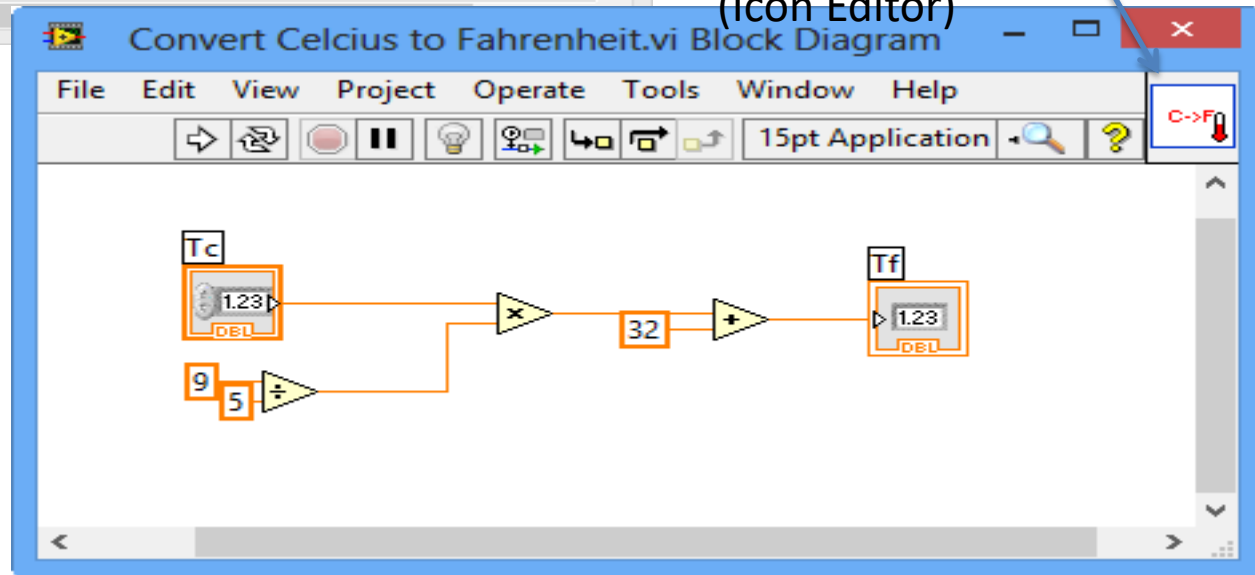 (Icon Editor)
Convert Celcius to Fahrenheit.vi Block Diagram
File Edit View Project Operate Tools Window Help
15pt Application
C->F
Tc
1.23
DBL
9
5
×
÷
32
+
Tf
1.23
DBL